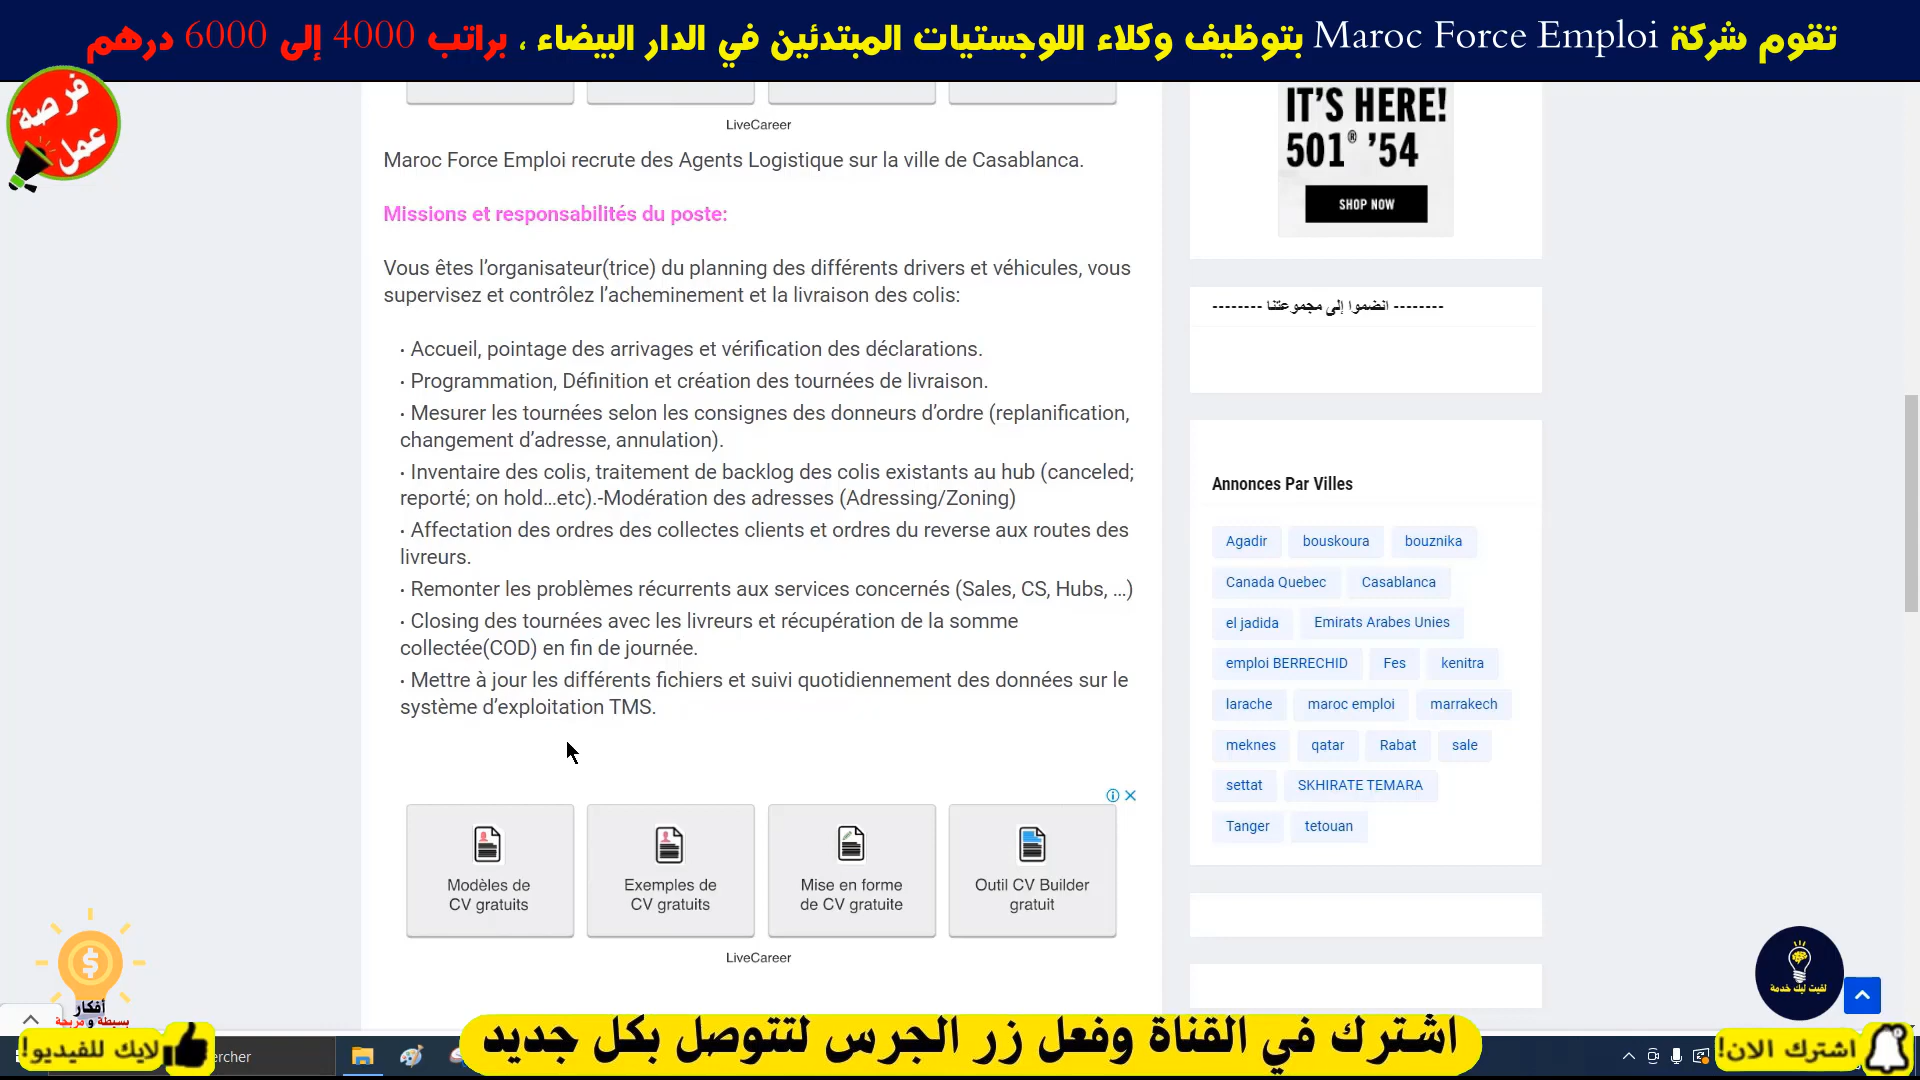 تقوم شركة Maroc Force Emploi بتوظيف وكلاء اللوجستيات المبتدئين في الدار البيضاء ، براتب 4000 إلى 6000 درهم
فرصة
عمل
LiveCareer
Maroc Force Emploi recrute des Agents Logistique sur la ville de Casablanca.
Missions et responsabilités du poste:
Vous êtes l’organisateur(trice) du planning des différents drivers et véhicules, vous
supervisez et contrôlez l’acheminement et la livraison des colis:
· Accueil, pointage des arrivages et vérification des déclarations.
· Programmation, Définition et création des tournées de livraison.
· Mesurer les tournées selon les consignes des donneurs d’ordre (replanification,
changement d’adresse, annulation).
· Inventaire des colis, traitement de backlog des colis existants au hub (canceled;
reporté; on hold…etc).-Modération des adresses (Adressing/Zoning)
· Affectation des ordres des collectes clients et ordres du reverse aux routes des
livreurs.
· Remonter les problèmes récurrents aux services concernés (Sales, CS, Hubs, …)
· Closing des tournées avec les livreurs et récupération de la somme
collectée(COD) en fin de journée.
· Mettre à jour les différents fichiers et suivi quotidiennement des données sur le
système d’exploitation TMS.
Modèles de
CV gratuits
Exemples de
CV gratuits
Mise en forme
de CV gratuite
Outil CV Builder
gratuit
LiveCareer
IT'S HERE!
501® '54
SHOP NOW
-------- انضموا إلى مجموعتنا --------
Annonces Par Villes
Agadir bouskoura bouznika
Canada Quebec Casablanca
el jadida Emirats Arabes Unies
emploi BERRECHID Fes kenitra
larache maroc emploi marrakech
meknes qatar Rabat sale
settat SKHIRATE TEMARA
Tanger tetouan
أفكار
بسيطة و مربحة
لقيت ليك خدمة
لايك للفيديو!
ercher
اشترك في القناة وفعل زر الجرس لتتوصل بكل جديد
اشترك الان!